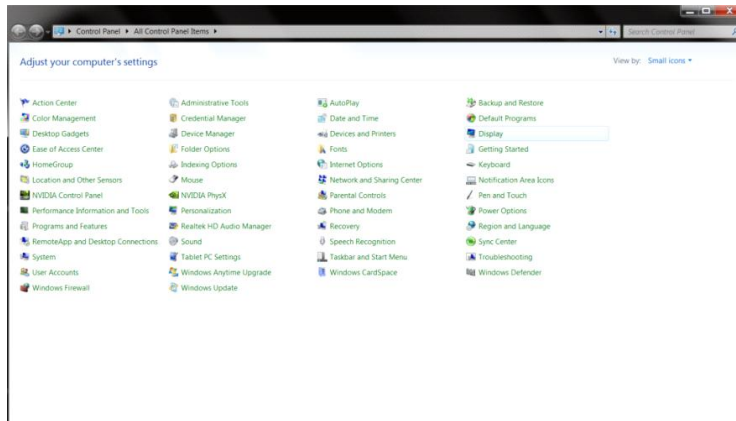 Control Panel ▸ All Control Panel Items ▸
Search Control Panel
Adjust your computer's settings
View by: Small icons
Action Center Administrative Tools AutoPlay Backup and Restore
Color Management Credential Manager Date and Time Default Programs
Desktop Gadgets Device Manager Devices and Printers Display
Ease of Access Center Folder Options Fonts Getting Started
HomeGroup Indexing Options Internet Options Keyboard
Location and Other Sensors Mouse Network and Sharing Center Notification Area Icons
NVIDIA Control Panel NVIDIA PhysX Parental Controls Pen and Touch
Performance Information and Tools Personalization Phone and Modem Power Options
Programs and Features Realtek HD Audio Manager Recovery Region and Language
RemoteApp and Desktop Connections Sound Speech Recognition Sync Center
System Tablet PC Settings Taskbar and Start Menu Troubleshooting
User Accounts Windows Anytime Upgrade Windows CardSpace Windows Defender
Windows Firewall Windows Update